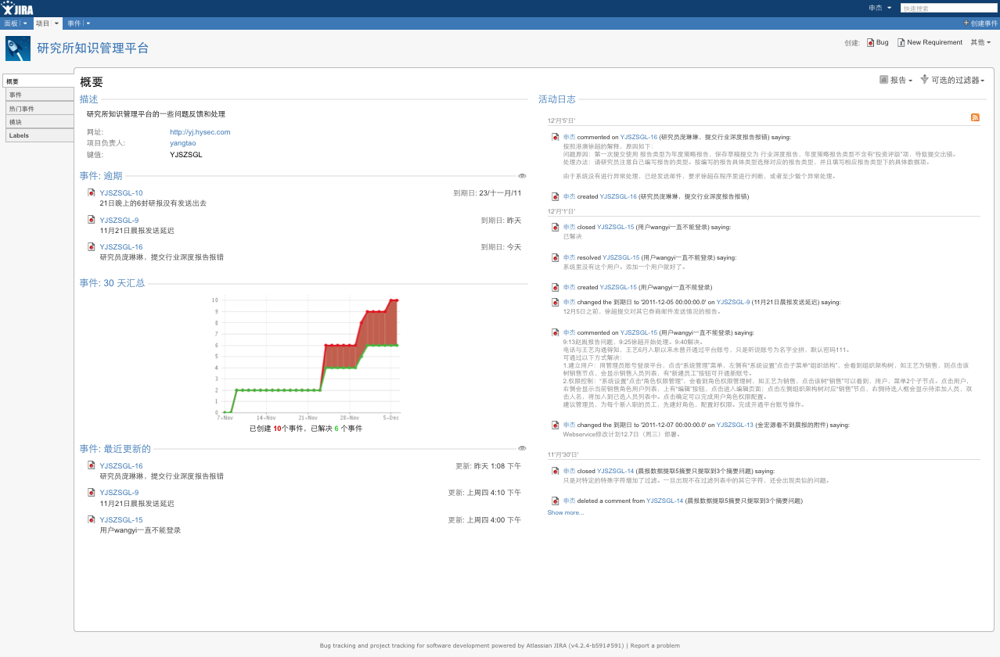 JIRA
申杰
快速搜索
面板
项目
事件
创建事件
研究所知识管理平台
创建:
Bug
New Requirement
其他
概要
事件
热门事件
模块
Labels
概要
报告
可选的过滤器
描述
研究所知识管理平台的一些问题反馈和处理
网址: http://yj.hysec.com
项目负责人: yangtao
键值: YJSZSGL
事件: 逾期
YJSZSGL-10 到期日: 23/十一月/11
21日晚上的6封研报没有发送出去
YJSZSGL-9 到期日: 昨天
11月21日晨报发送延迟
YJSZSGL-16 到期日: 今天
研究员庞琳琳，提交行业深度报告报错
事件: 30 天汇总
10
9
8
7
6
5
4
3
2
1
0
7-Nov 14-Nov 21-Nov 28-Nov 5-Dec
已创建 10个事件，已解决 6 个事件
事件: 最近更新的
YJSZSGL-16 更新: 昨天 1:08 下午
研究员庞琳琳，提交行业深度报告报错
YJSZSGL-9 更新: 上周四 4:10 下午
11月21日晨报发送延迟
YJSZSGL-15 更新: 上周四 4:00 下午
用户wangyi一直不能登录
活动日志
12'月'5'日'
申杰 commented on YJSZSGL-16 (研究员庞琳琳，提交行业深度报告报错) saying:
按照港澳徐超的解释，原因如下：
问题原因：第一次提交使用 报告类型为年度策略报告，保存草稿提交为 行业深度报告，年度策略报告类型不含有“投资评级”项，导致提交出错。
处理办法：请研究员注意自己编写报告的类型。按编写的报告具体类型选择对应的报告类型，并且填写相应报告类型下的具体数据项。
由于系统没有进行异常处理，已经发送邮件，要求徐超在程序里进行判断，或者至少做个异常处理。
申杰 created YJSZSGL-16 (研究员庞琳琳，提交行业深度报告报错)
12'月'1'日'
申杰 closed YJSZSGL-15 (用户wangyi一直不能登录) saying:
已解决
申杰 resolved YJSZSGL-15 (用户wangyi一直不能登录) saying:
系统里没有这个用户。添加一个用户就好了。
申杰 created YJSZSGL-15 (用户wangyi一直不能登录)
申杰 changed the 到期日 to '2011-12-05 00:00:00.0' on YJSZSGL-9 (11月21日晨报发送延迟) saying:
12月5日之前，徐超提交对其它券商邮件发送情况的报告。
申杰 commented on YJSZSGL-15 (用户wangyi一直不能登录) saying:
9:13赵胤报告问题，9:25徐超开始处理。9:40解决。
电话与王艺沟通得知，王艺6月入职以来未曾开通过平台账号，只是听说账号为名字全拼，默认密码111。
可通过以下方式解决：
1.建立用户：用管理员账号登录平台，点击“系统管理”菜单，左侧有“系统设置”点击子菜单“组织结构”，会看到组织架构树，如王艺为销售，则点击该
树销售节点，会显示销售人员列表，有“新建员工”按钮可开通新账号。
2.权限控制：“系统设置”点击“角色权限管理”，会看到角色权限管理树，如王艺为销售，点击该树“销售”可以看到，用户，菜单2个子节点。点击用户，
右侧会显示当前销售角色用户列表，上有“编辑”按钮，点击进入编辑页面；点击左侧组织架构树对应“销售”节点，右侧待选人框会显示待添加人员，双
击人名，将加入到已选人员列表中。点击确定可以完成用户角色权限配置。
建议管理员，为每个新入职的员工，先建好角色，配置好权限。完成开通平台账号操作。
申杰 changed the 到期日 to '2011-12-07 00:00:00.0' on YJSZSGL-13 (会宏源看不到晨报的附件) saying:
Webservice修改计划12.7日（周三）部署。
11'月'30'日'
申杰 closed YJSZSGL-14 (晨报数据提取5摘要只提取到3个摘要问题) saying:
只是对特定的特殊字符增加了过滤。一旦出现不在过滤列表中的其它字符，还会出现类似的问题。
申杰 deleted a comment from YJSZSGL-14 (晨报数据提取5摘要只提取到3个摘要问题)
Show more...
Bug tracking and project tracking for software development powered by Atlassian JIRA (v4.2.4-b591#591) | Report a problem